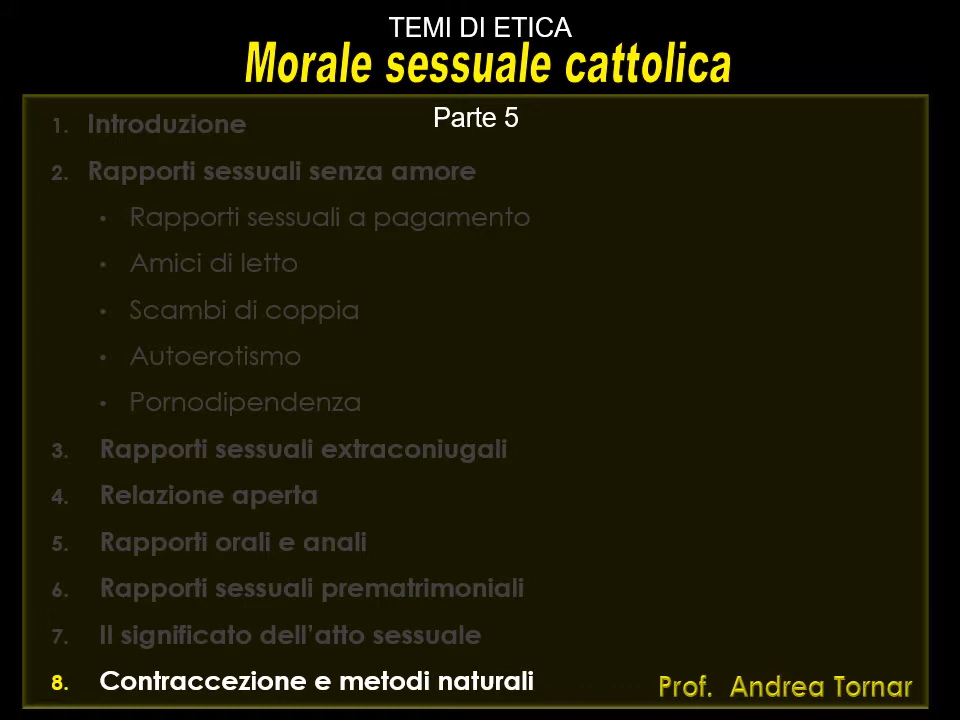 TEMI DI ETICA
Morale sessuale cattolica
Parte 5
1. Introduzione
2. Rapporti sessuali senza amore
• Rapporti sessuali a pagamento
• Amici di letto
• Scambi di coppia
• Autoerotismo
• Pornodipendenza
3. Rapporti sessuali extraconiugali
4. Relazione aperta
5. Rapporti orali e anali
6. Rapporti sessuali prematrimoniali
7. Il significato dell'atto sessuale
8. Contraccezione e metodi naturali
Prof. Andrea Tornar